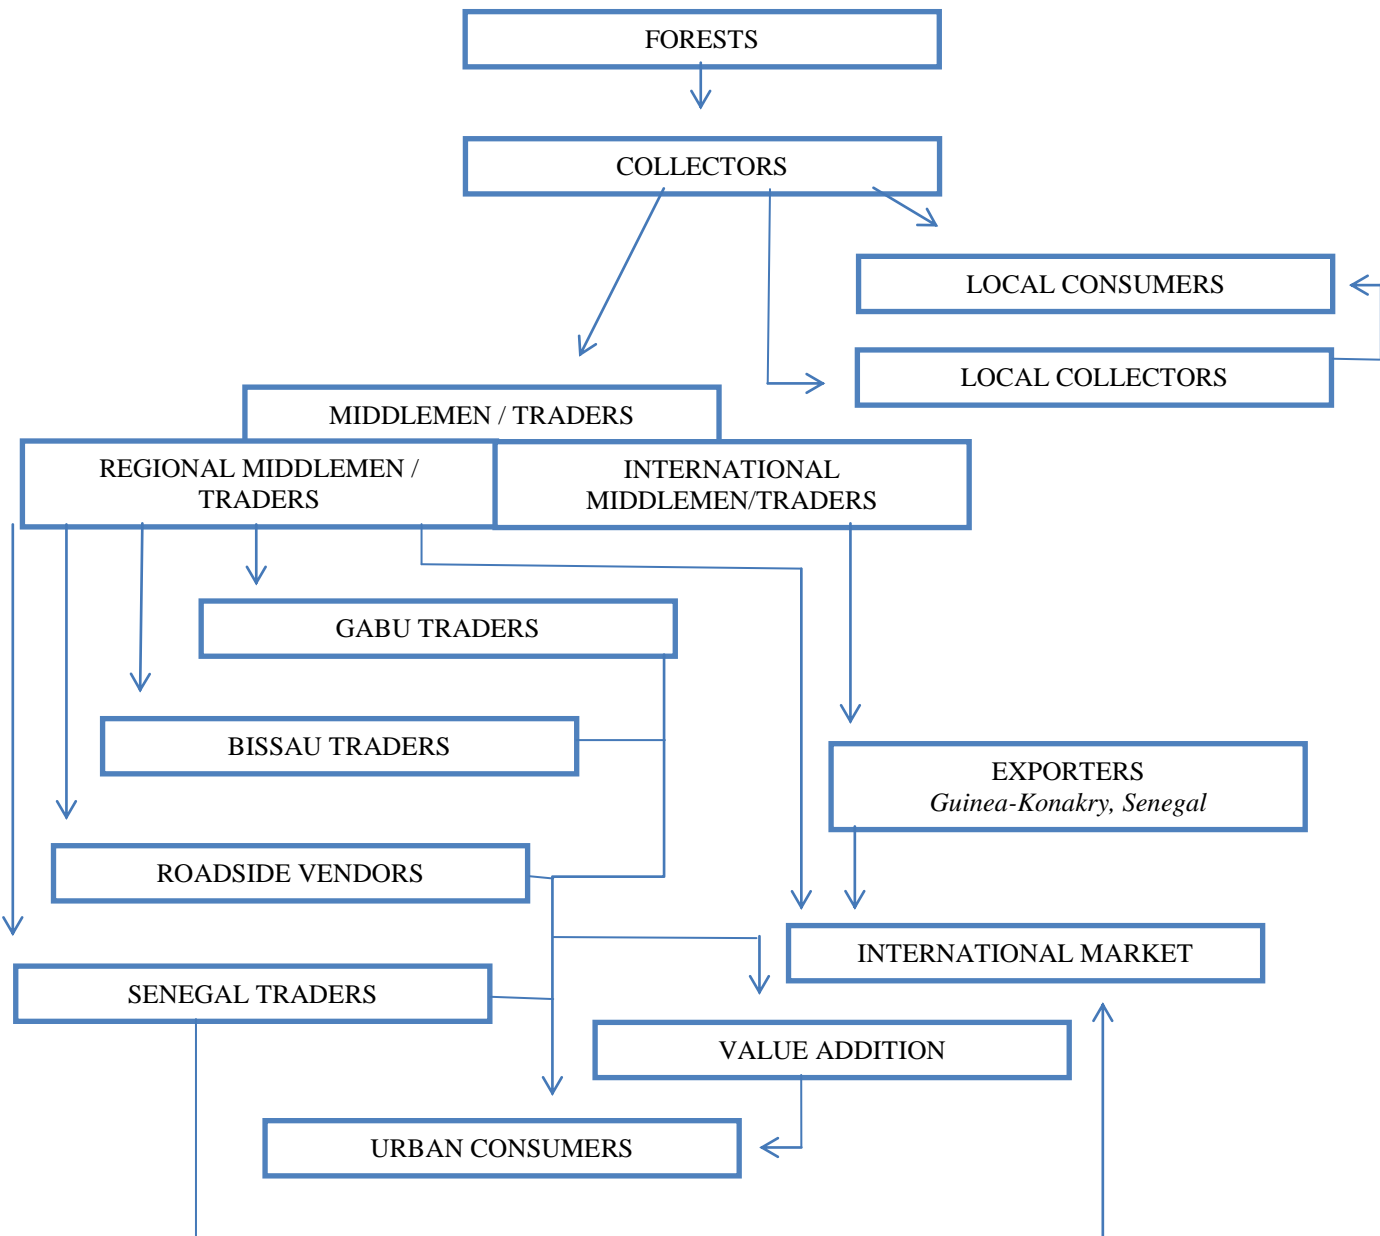 FORESTS
COLLECTORS
LOCAL CONSUMERS
LOCAL COLLECTORS
MIDDLEMEN / TRADERS
REGIONAL MIDDLEMEN /
TRADERS
INTERNATIONAL
MIDDLEMEN/TRADERS
GABU TRADERS
BISSAU TRADERS
EXPORTERS
Guinea-Konakry, Senegal
ROADSIDE VENDORS
INTERNATIONAL MARKET
SENEGAL TRADERS
VALUE ADDITION
URBAN CONSUMERS